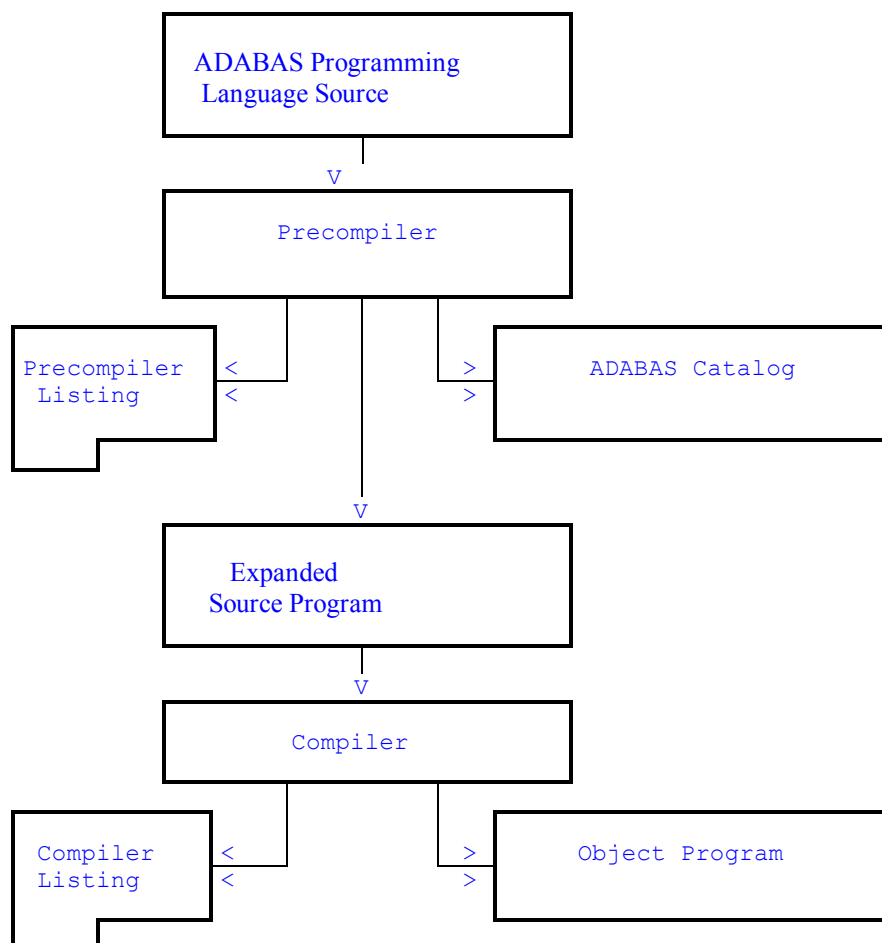 ADABAS Programming
Language Source
V
Precompiler
Precompiler
Listing
<
<
>
>
ADABAS Catalog
V
Expanded
Source Program
V
Compiler
Compiler
Listing
<
<
>
>
Object Program